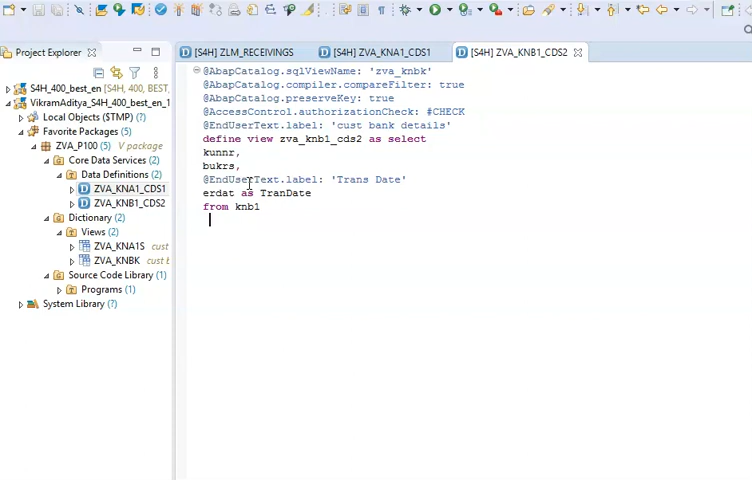 Project Explorer
[S4H] ZLM_RECEIVINGS
[S4H] ZVA_KNA1_CDS1
[S4H] ZVA_KNB1_CDS2
S4H_400_best_en [S4H, 400, BEST,
VikramAditya_S4H_400_best_en_1
Local Objects ($TMP) (?)
Favorite Packages (5)
ZVA_P100 (5) V package
Core Data Services (2)
Data Definitions (2)
ZVA_KNA1_CDS1
ZVA_KNB1_CDS2
Dictionary (2)
Views (2)
ZVA_KNA1S cust
ZVA_KNBK cust b
Source Code Library (1)
Programs (1)
System Library (?)
@AbapCatalog.sqlViewName: 'zva_knbk'
@AbapCatalog.compiler.compareFilter: true
@AbapCatalog.preserveKey: true
@AccessControl.authorizationCheck: #CHECK
@EndUserText.label: 'cust bank details'
define view zva_knb1_cds2 as select
kunnr,
bukrs,
@EndUserText.label: 'Trans Date'
erdat as TranDate
from knb1